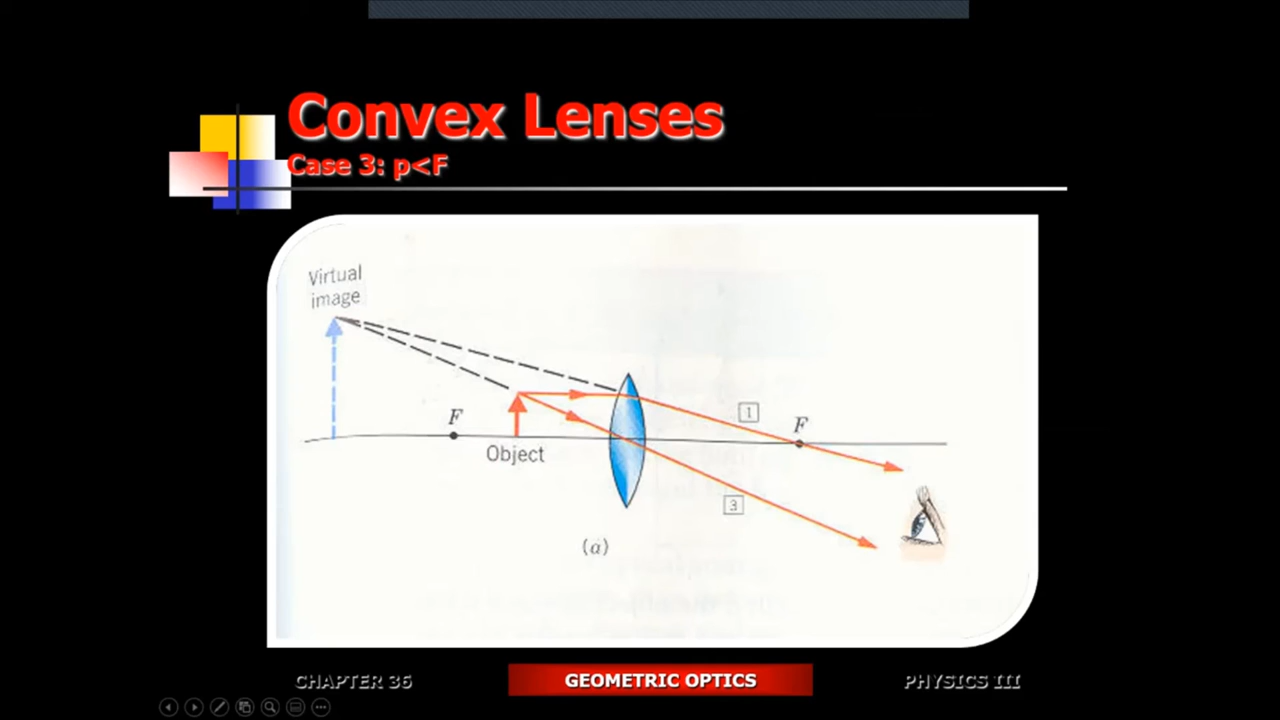 Convex Lenses
Case 3: p<F
Virtual
image
F
Object
1
F
3
(a)
CHAPTER 36
GEOMETRIC OPTICS
PHYSICS III